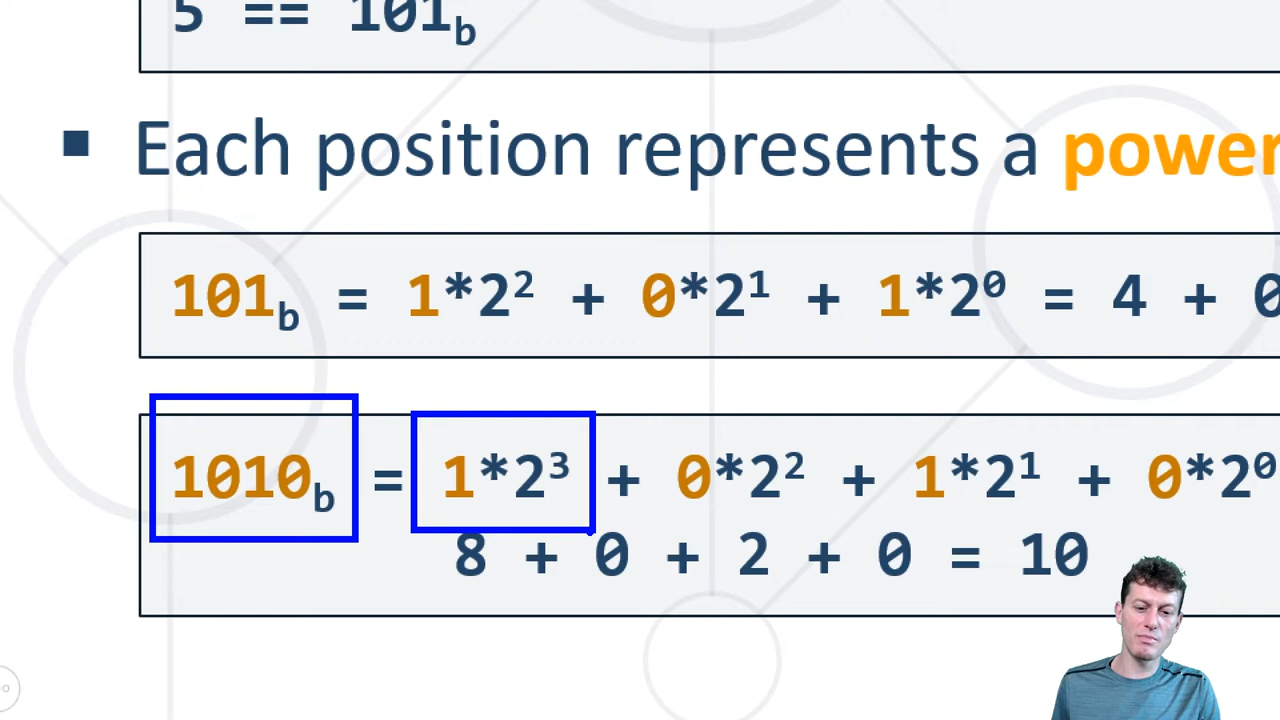 5 == 101b
Each position represents a power
101b = 1*2² + 0*2¹ + 1*2⁰ = 4 + 0
1010b = 1*2³ + 0*2² + 1*2¹ + 0*2⁰
8 + 0 + 2 + 0 = 10